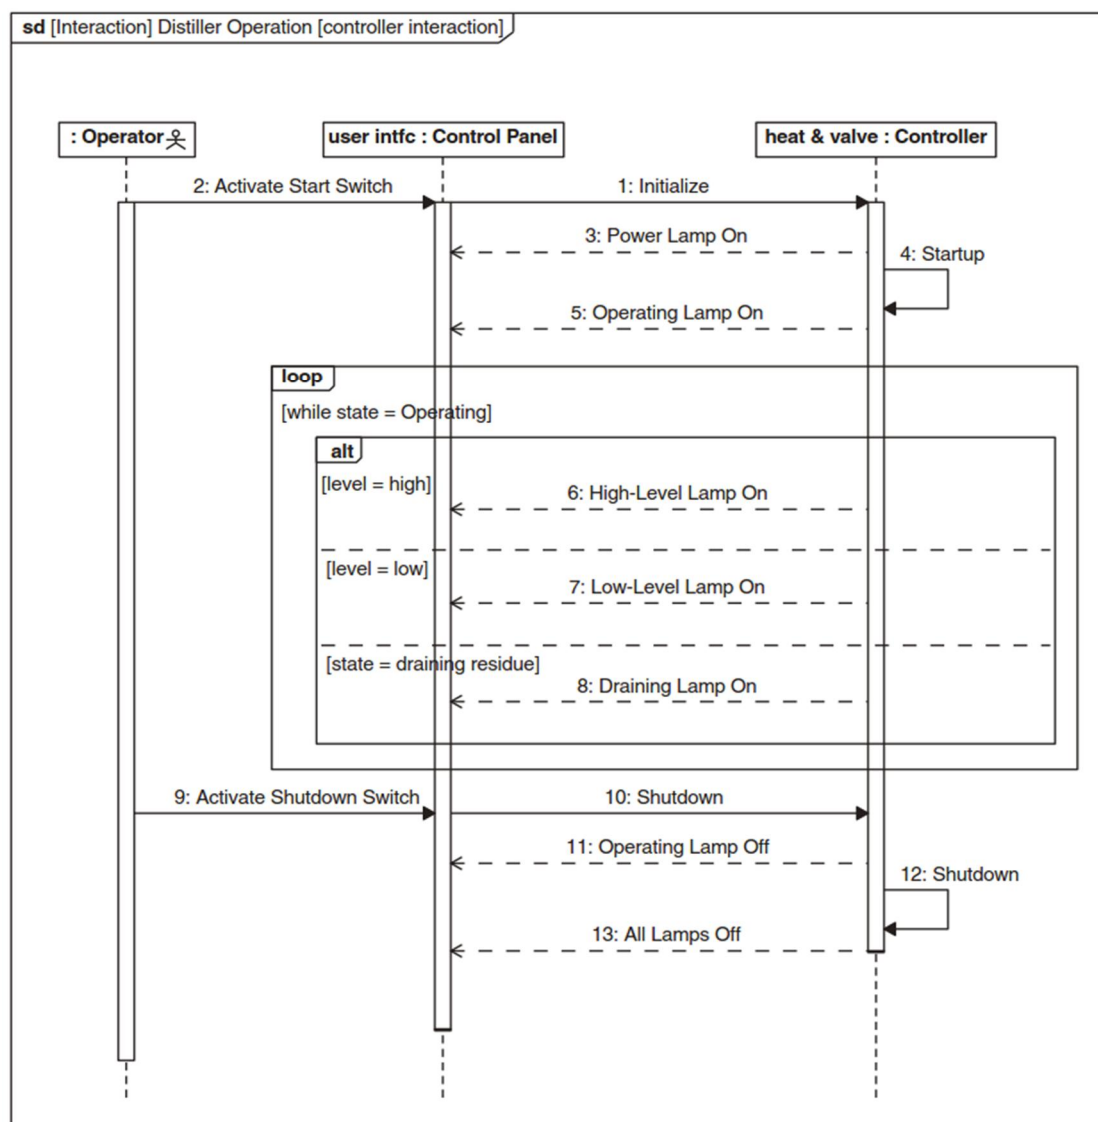 sd [Interaction] Distiller Operation [controller interaction]
: Operator
user intfc : Control Panel
heat & valve : Controller
2: Activate Start Switch
1: Initialize
3: Power Lamp On
4: Startup
5: Operating Lamp On
loop
[while state = Operating]
alt
[level = high]
6: High-Level Lamp On
[level = low]
7: Low-Level Lamp On
[state = draining residue]
8: Draining Lamp On
9: Activate Shutdown Switch
10: Shutdown
11: Operating Lamp Off
12: Shutdown
13: All Lamps Off